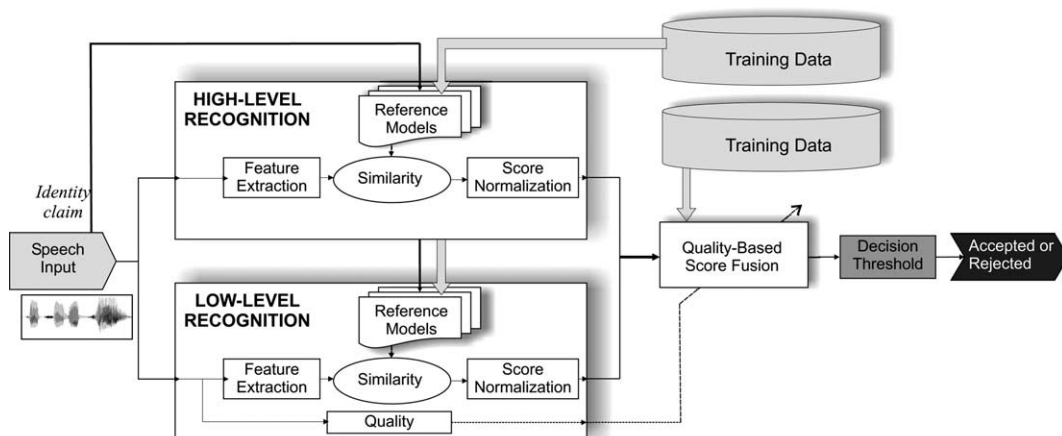 Training Data
HIGH-LEVEL
RECOGNITION
Reference
Models
Feature
Extraction
Similarity
Score
Normalization
Training Data
Identity
claim
Speech
Input
Quality-Based
Score Fusion
Decision
Threshold
Accepted or
Rejected
LOW-LEVEL
RECOGNITION
Reference
Models
Feature
Extraction
Similarity
Score
Normalization
Quality